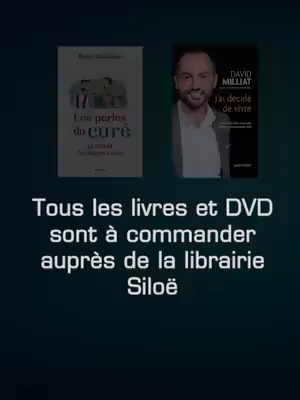 Les perles
du curé
DAVID
MILLIAT
J'ai décidé
de vivre
Tous les livres et DVD
sont à commander
auprès de la librairie
Siloë